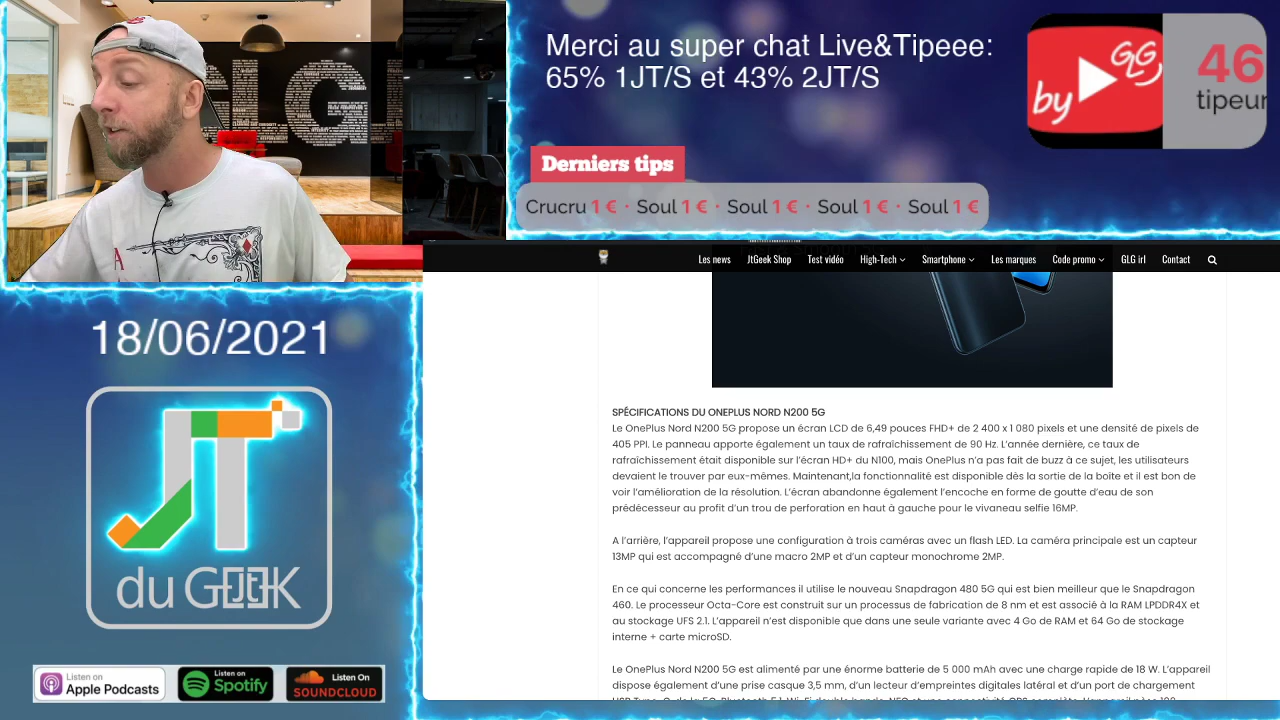 Merci au super chat Live&Tipeee:
65% 1JT/S et 43% 2JT/S
by GLG
46
tipeur
Derniers tips
Crucru 1 € · Soul 1 € · Soul 1 € · Soul 1 € · Soul 1 €
Les news JtGeek Shop Test vidéo High-Tech Smartphone Les marques Code promo GLG irl Contact
18/06/2021
JT
du GEEK
Listen on
Apple Podcasts
Listen on
Spotify
Listen On
SOUNDCLOUD
SPÉCIFICATIONS DU ONEPLUS NORD N200 5G
Le OnePlus Nord N200 5G propose un écran LCD de 6,49 pouces FHD+ de 2 400 x 1 080 pixels et une densité de pixels de
405 PPI. Le panneau apporte également un taux de rafraîchissement de 90 Hz. L'année dernière, ce taux de
rafraîchissement était disponible sur l'écran HD+ du N100, mais OnePlus n'a pas fait de buzz à ce sujet, les utilisateurs
devaient le trouver par eux-mêmes. Maintenant,la fonctionnalité est disponible dès la sortie de la boite et il est bon de
voir l'amélioration de la résolution. L'écran abandonne également l'encoche en forme de goutte d'eau de son
prédécesseur au profit d'un trou de perforation en haut à gauche pour le vivaneau selfie 16MP.
A l'arrière, l'appareil propose une configuration à trois caméras avec un flash LED. La caméra principale est un capteur
13MP qui est accompagné d'une macro 2MP et d'un capteur monochrome 2MP.
En ce qui concerne les performances il utilise le nouveau Snapdragon 480 5G qui est bien meilleur que le Snapdragon
460. Le processeur Octa-Core est construit sur un processus de fabrication de 8 nm et est associé à la RAM LPDDR4X et
au stockage UFS 2.1. L'appareil n'est disponible que dans une seule variante avec 4 Go de RAM et 64 Go de stockage
interne + carte microSD.
Le OnePlus Nord N200 5G est alimenté par une énorme batterie de 5 000 mAh avec une charge rapide de 18 W. L'appareil
dispose également d'une prise casque 3,5 mm, d'un lecteur d'empreintes digitales latéral et d'un port de chargement